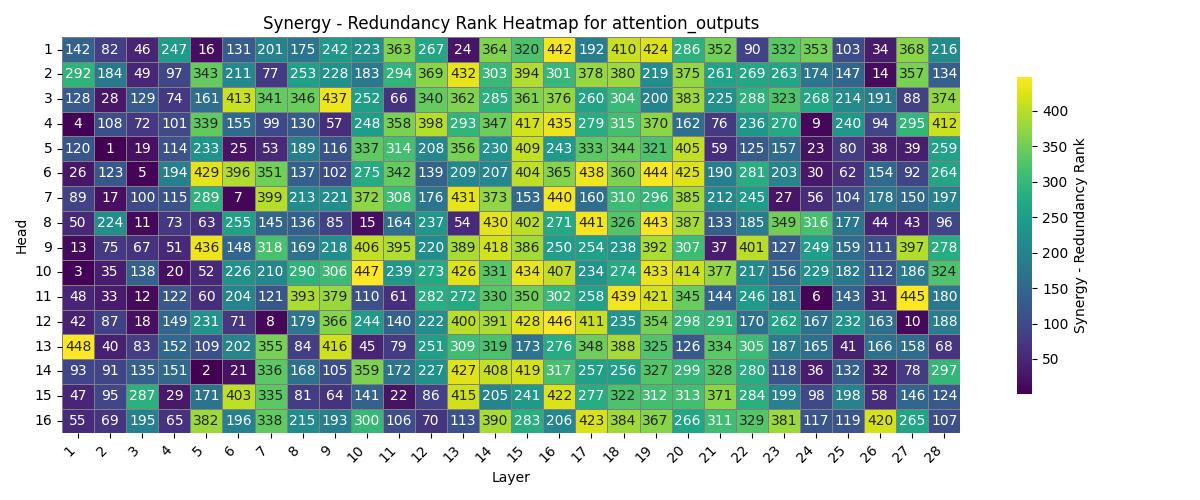 Synergy - Redundancy Rank Heatmap for attention_outputs
1 142 82 46 247 16 131 201 175 242 223 363 267 24 364 320 442 192 410 424 286 352 90 332 353 103 34 368 216
2 292 184 49 97 343 211 77 253 228 183 294 369 432 303 394 301 378 380 219 375 261 269 263 174 147 14 357 134
3 128 28 129 74 161 413 341 346 437 252 66 340 362 285 361 376 260 304 200 383 225 288 323 268 214 191 88 374
4 4 108 72 101 339 155 99 130 57 248 358 398 293 347 417 435 279 315 370 162 76 236 270 9 240 94 295 412
5 120 1 19 114 233 25 53 189 116 337 314 208 356 230 409 243 333 344 321 405 59 125 157 23 80 38 39 259
6 26 123 5 194 429 396 351 137 102 275 342 139 209 207 404 365 438 360 444 425 190 281 203 30 62 154 92 264
7 89 17 100 115 289 7 399 213 221 372 308 176 431 373 153 440 160 310 296 385 212 245 27 56 104 178 150 197
8 50 224 11 73 63 255 145 136 85 15 164 237 54 430 402 271 441 326 443 387 133 185 349 316 177 44 43 96
9 13 75 67 51 436 148 318 169 218 406 395 220 389 418 386 250 254 238 392 307 37 401 127 249 159 111 397 278
10 3 35 138 20 52 226 210 290 306 447 239 273 426 331 434 407 234 274 433 414 377 217 156 229 182 112 186 324
11 48 33 12 122 60 204 121 393 379 110 61 282 272 330 350 302 258 439 421 345 144 246 181 6 143 31 445 180
12 42 87 18 149 231 71 8 179 366 244 140 222 400 391 428 446 411 235 354 298 291 170 262 167 232 163 10 188
13 448 40 83 152 109 202 355 84 416 45 79 251 309 319 173 276 348 388 325 126 334 305 187 165 41 166 158 68
14 93 91 135 151 2 21 336 168 105 359 172 227 427 408 419 317 257 256 327 299 328 280 118 36 132 32 78 297
15 47 95 287 29 171 403 335 81 64 141 22 86 415 205 241 422 277 322 312 313 371 284 199 98 198 58 146 124
16 55 69 195 65 382 196 338 215 193 300 106 70 113 390 283 206 423 384 367 266 311 329 381 117 119 420 265 107
1 2 3 4 5 6 7 8 9 10 11 12 13 14 15 16 17 18 19 20 21 22 23 24 25 26 27 28
Layer
Head
400
350
300
250
200
150
100
50
Synergy - Redundancy Rank